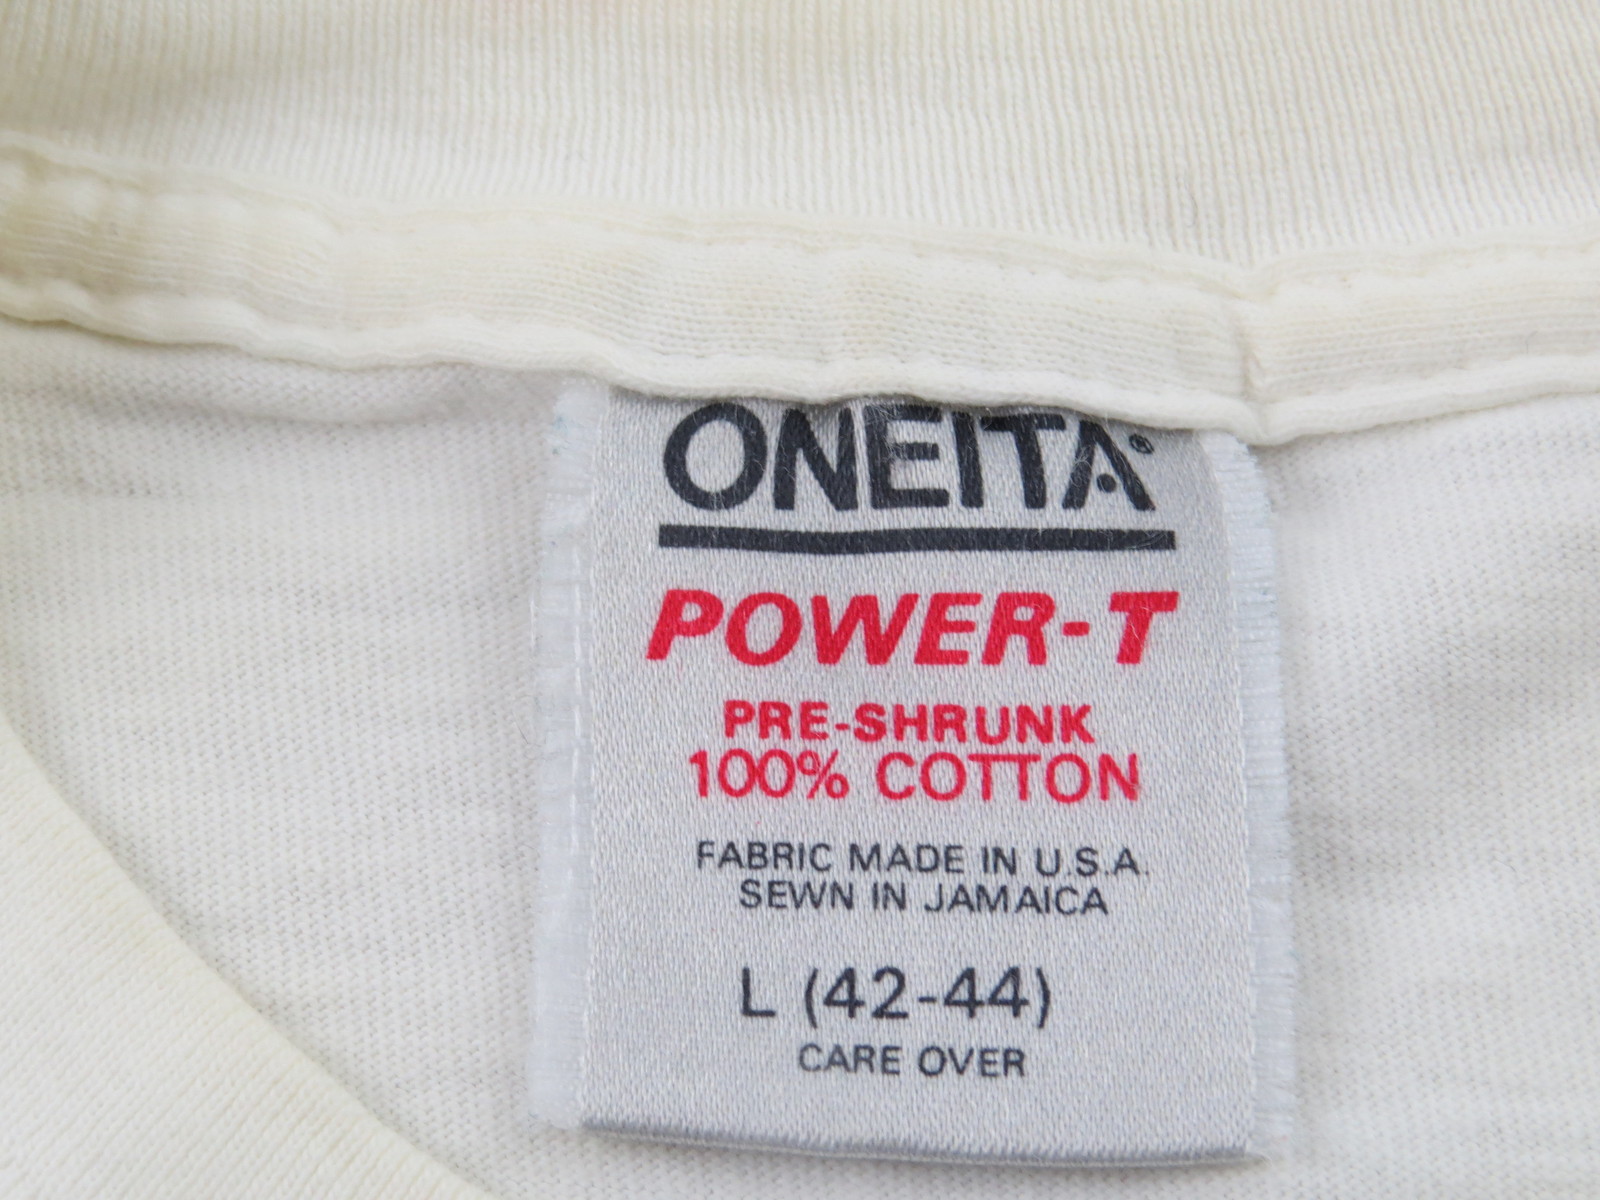 ONEITA®
POWER-T
PRE-SHRUNK
100% COTTON
FABRIC MADE IN U.S.A.
SEWN IN JAMAICA
L (42-44)
CARE OVER